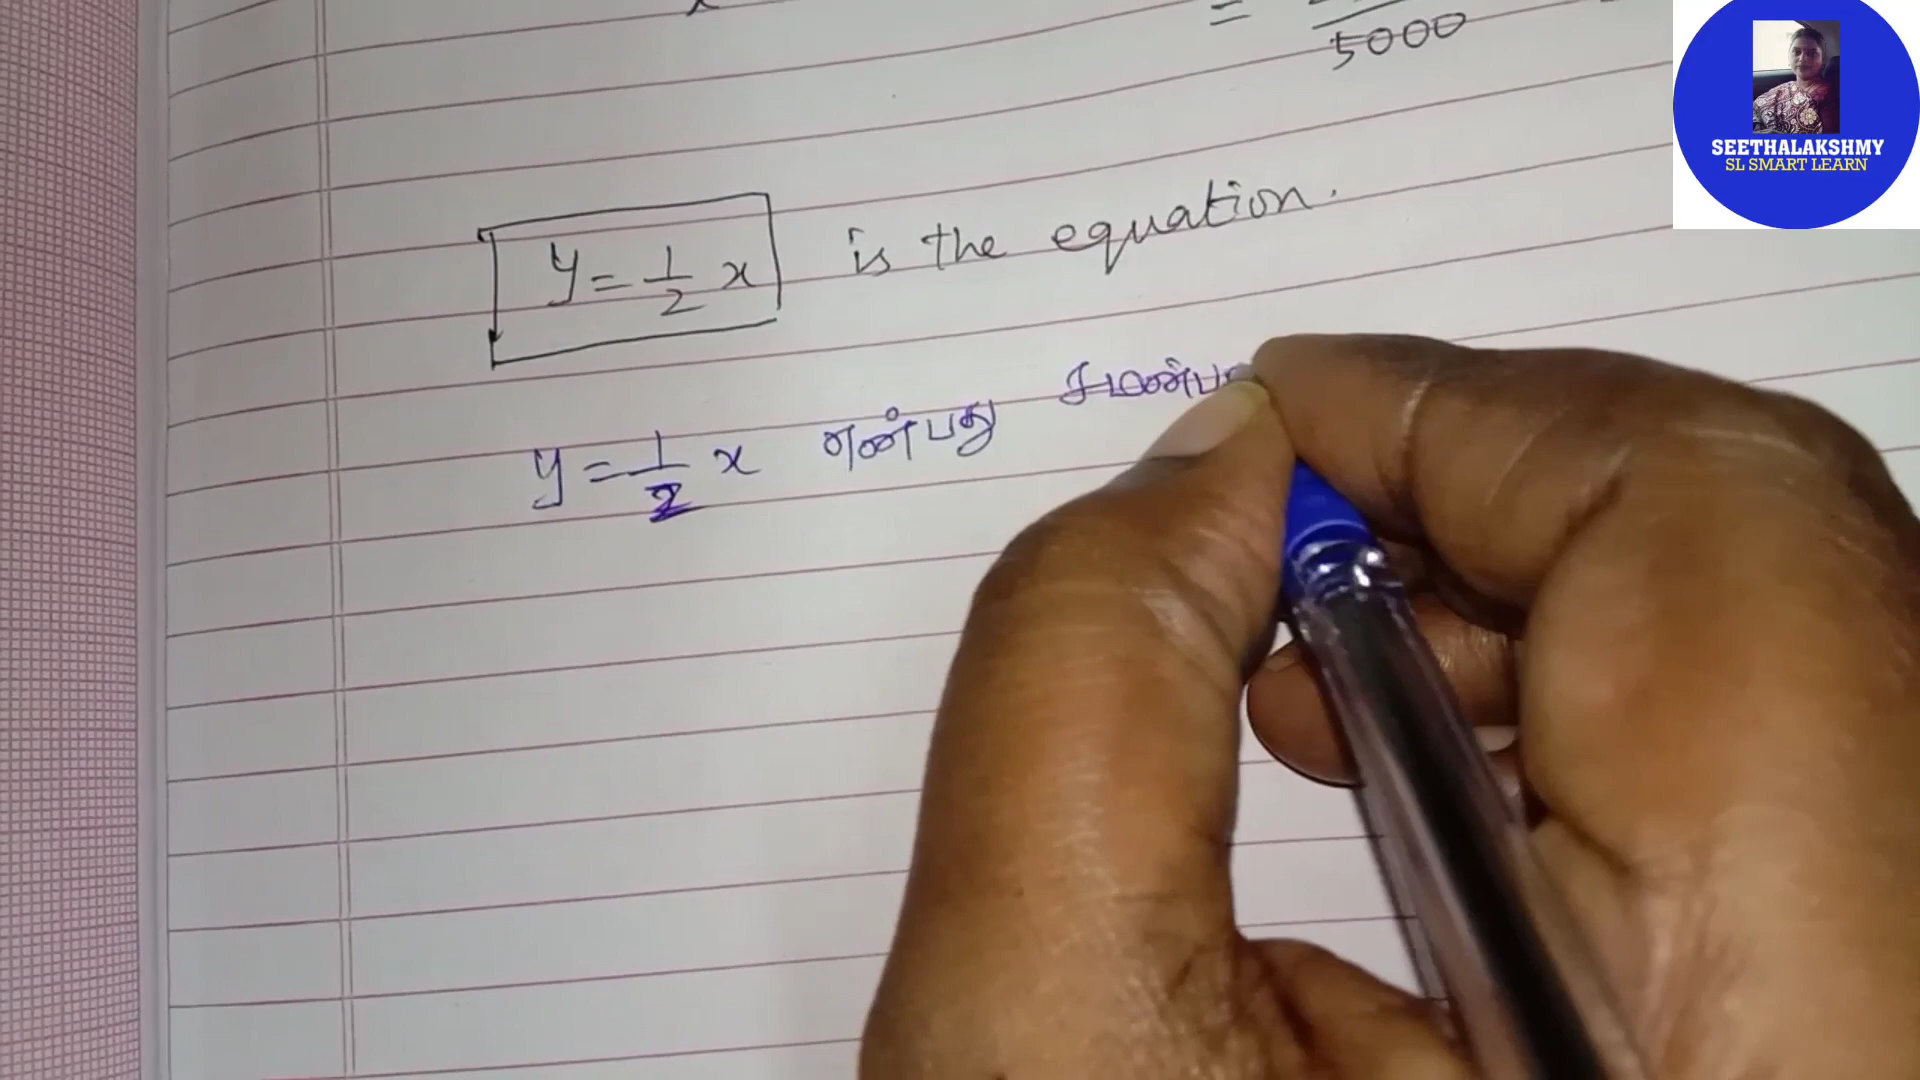 = 5000
SEETHALAKSHMY
SL SMART LEARN
y = 1/2 x is the equation.
y = 1/2 x என்பது